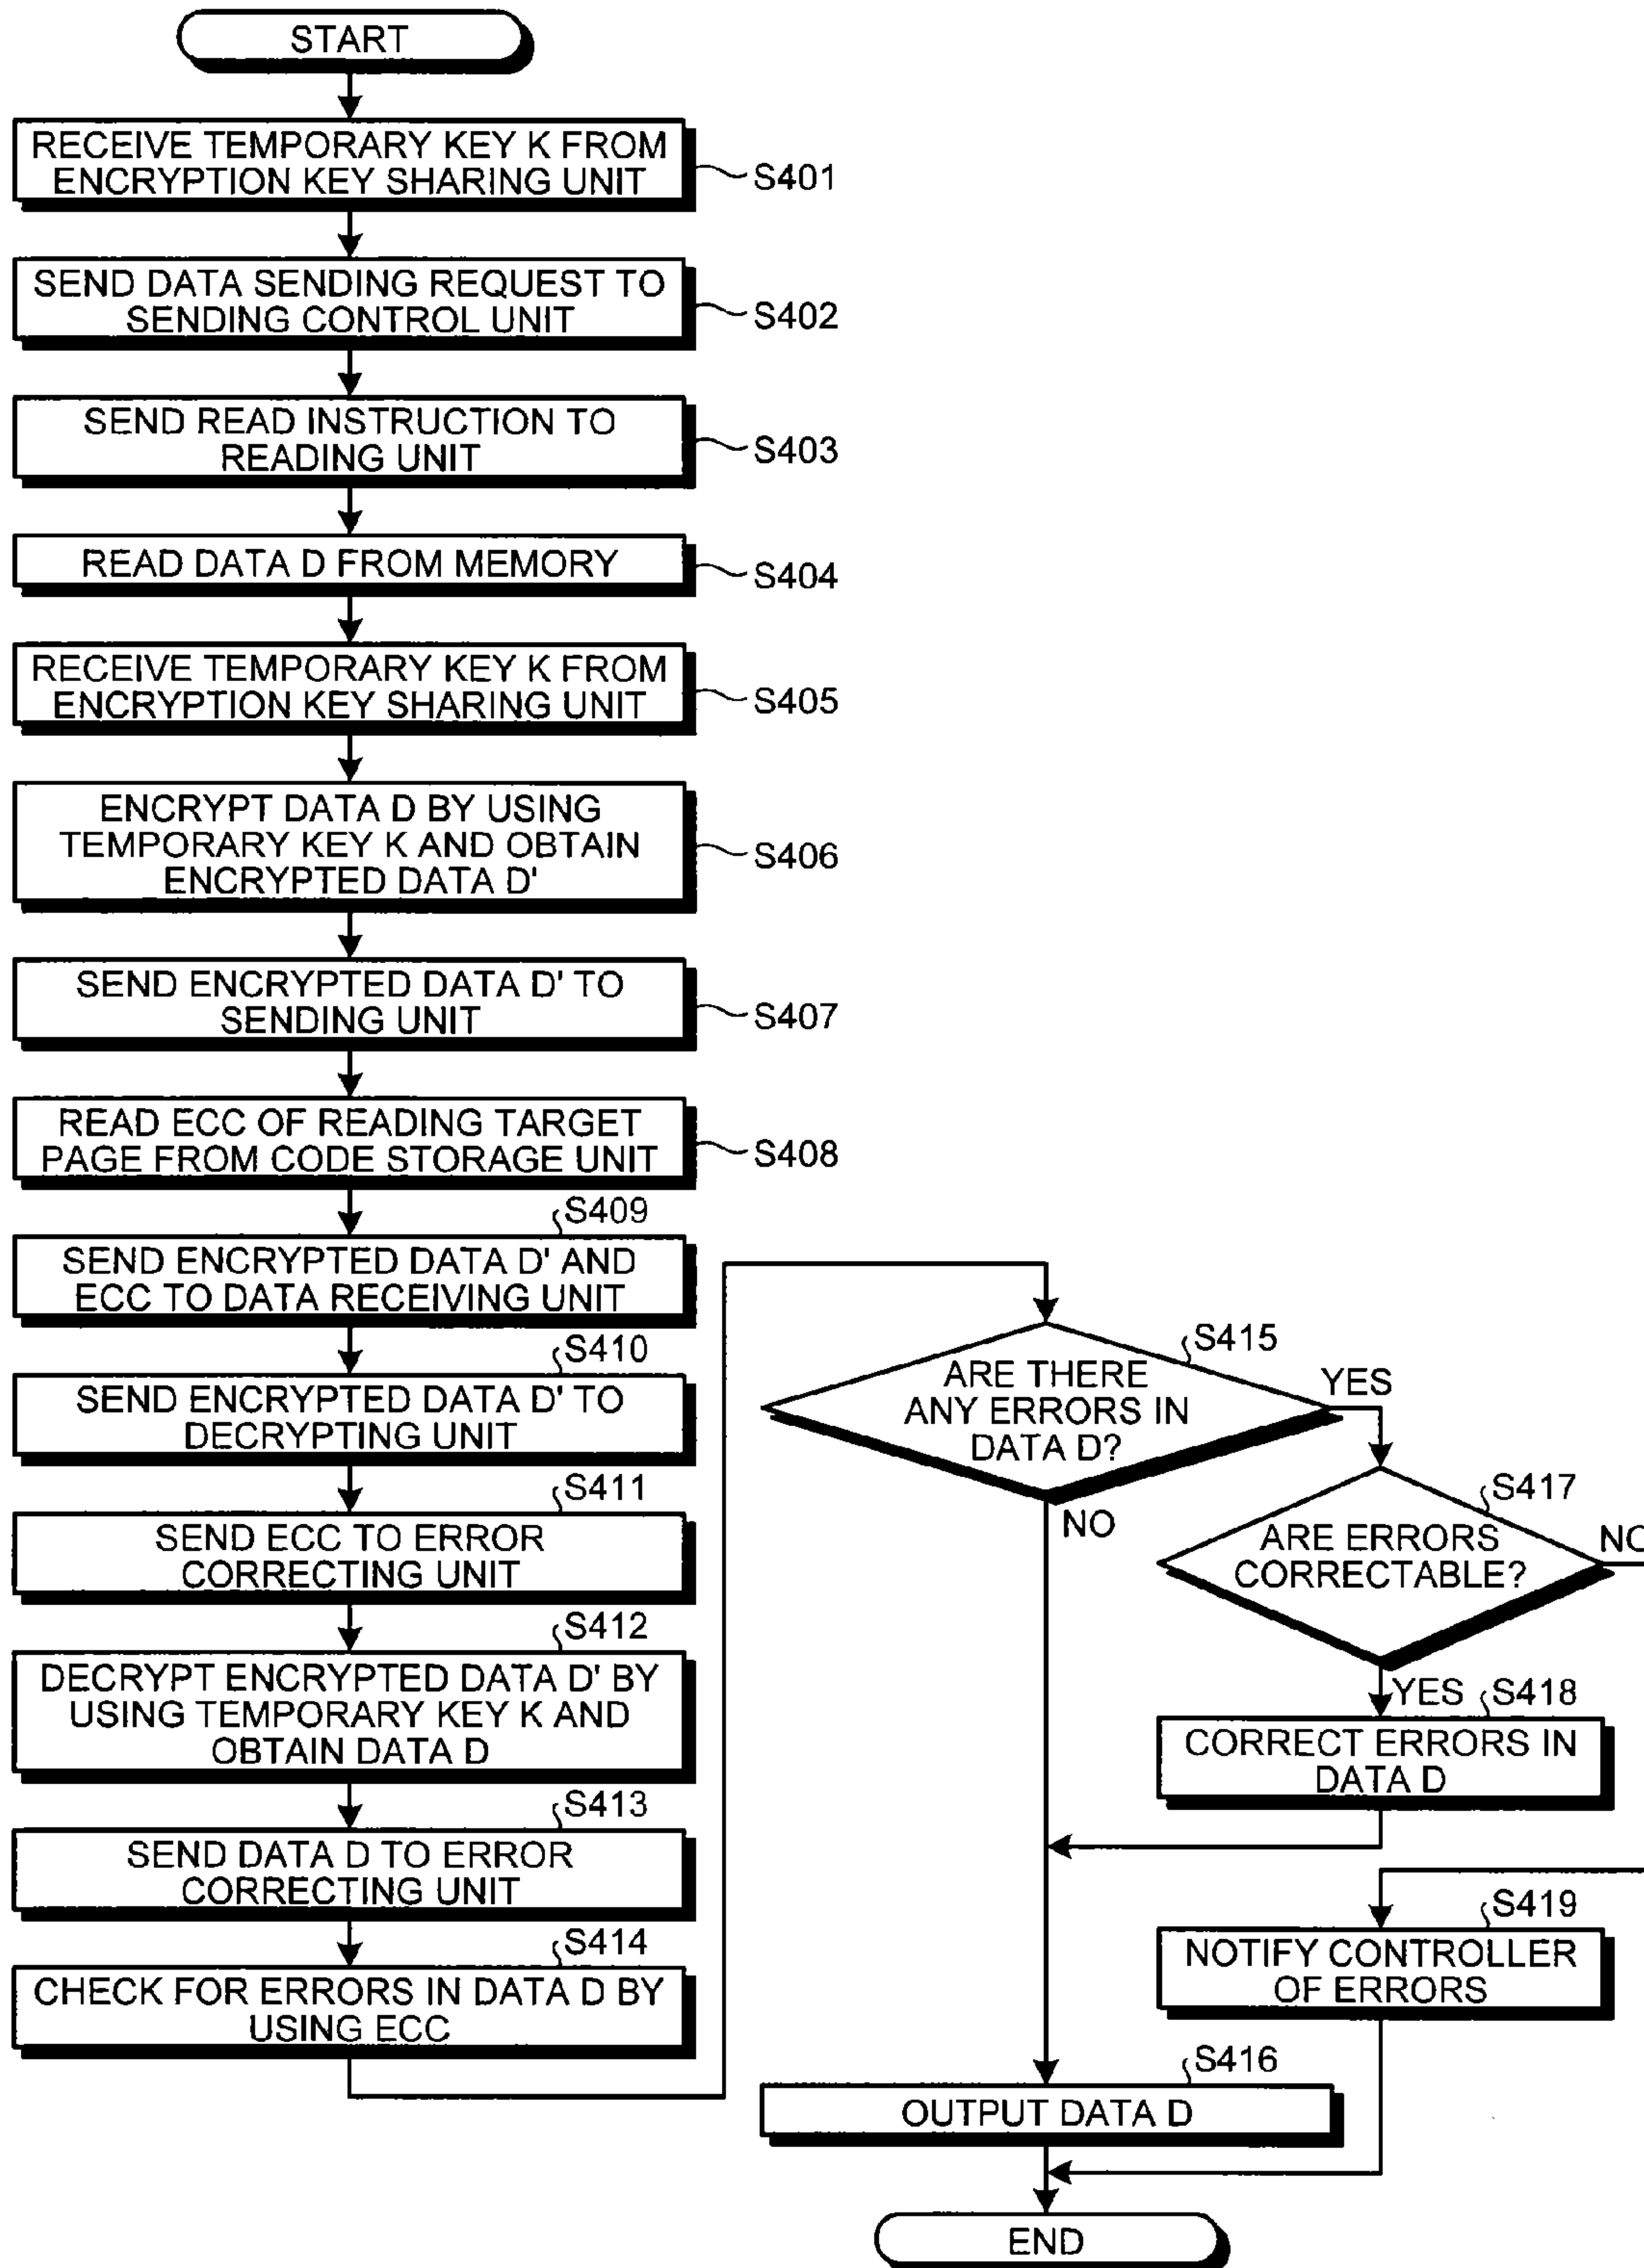 START
RECEIVE TEMPORARY KEY K FROM
ENCRYPTION KEY SHARING UNIT
S401
SEND DATA SENDING REQUEST TO
SENDING CONTROL UNIT
S402
SEND READ INSTRUCTION TO
READING UNIT
S403
READ DATA D FROM MEMORY
S404
RECEIVE TEMPORARY KEY K FROM
ENCRYPTION KEY SHARING UNIT
S405
ENCRYPT DATA D BY USING
TEMPORARY KEY K AND OBTAIN
ENCRYPTED DATA D'
S406
SEND ENCRYPTED DATA D' TO
SENDING UNIT
S407
READ ECC OF READING TARGET
PAGE FROM CODE STORAGE UNIT
S408
S409
SEND ENCRYPTED DATA D' AND
ECC TO DATA RECEIVING UNIT
S410
SEND ENCRYPTED DATA D' TO
DECRYPTING UNIT
S411
SEND ECC TO ERROR
CORRECTING UNIT
S412
DECRYPT ENCRYPTED DATA D' BY
USING TEMPORARY KEY K AND
OBTAIN DATA D
S413
SEND DATA D TO ERROR
CORRECTING UNIT
S414
CHECK FOR ERRORS IN DATA D BY
USING ECC
S415
ARE THERE
ANY ERRORS IN
DATA D?
YES
NO
S417
ARE ERRORS
CORRECTABLE?
NO
YES
S418
CORRECT ERRORS IN
DATA D
S419
NOTIFY CONTROLLER
OF ERRORS
S416
OUTPUT DATA D
END